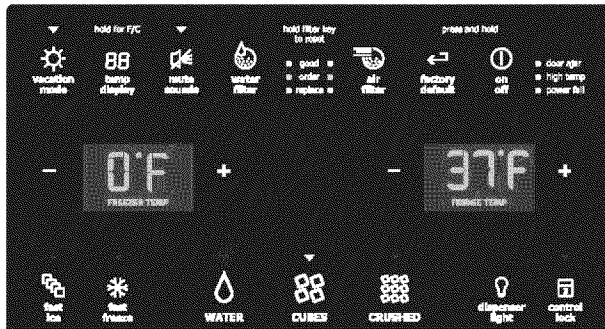 hold for F/C
hold filter key
to reset
press and hold
vacation
mode
88
temp
display
mute
sounds
water
filter
good
order
replace
air
filter
factory
default
on
off
door ajar
high temp
power fail
- 0°F +
FREEZER TEMP
- 37°F +
FRIDGE TEMP
fast
ice
fast
freeze
WATER
CUBES
CRUSHED
dispenser
light
control
lock